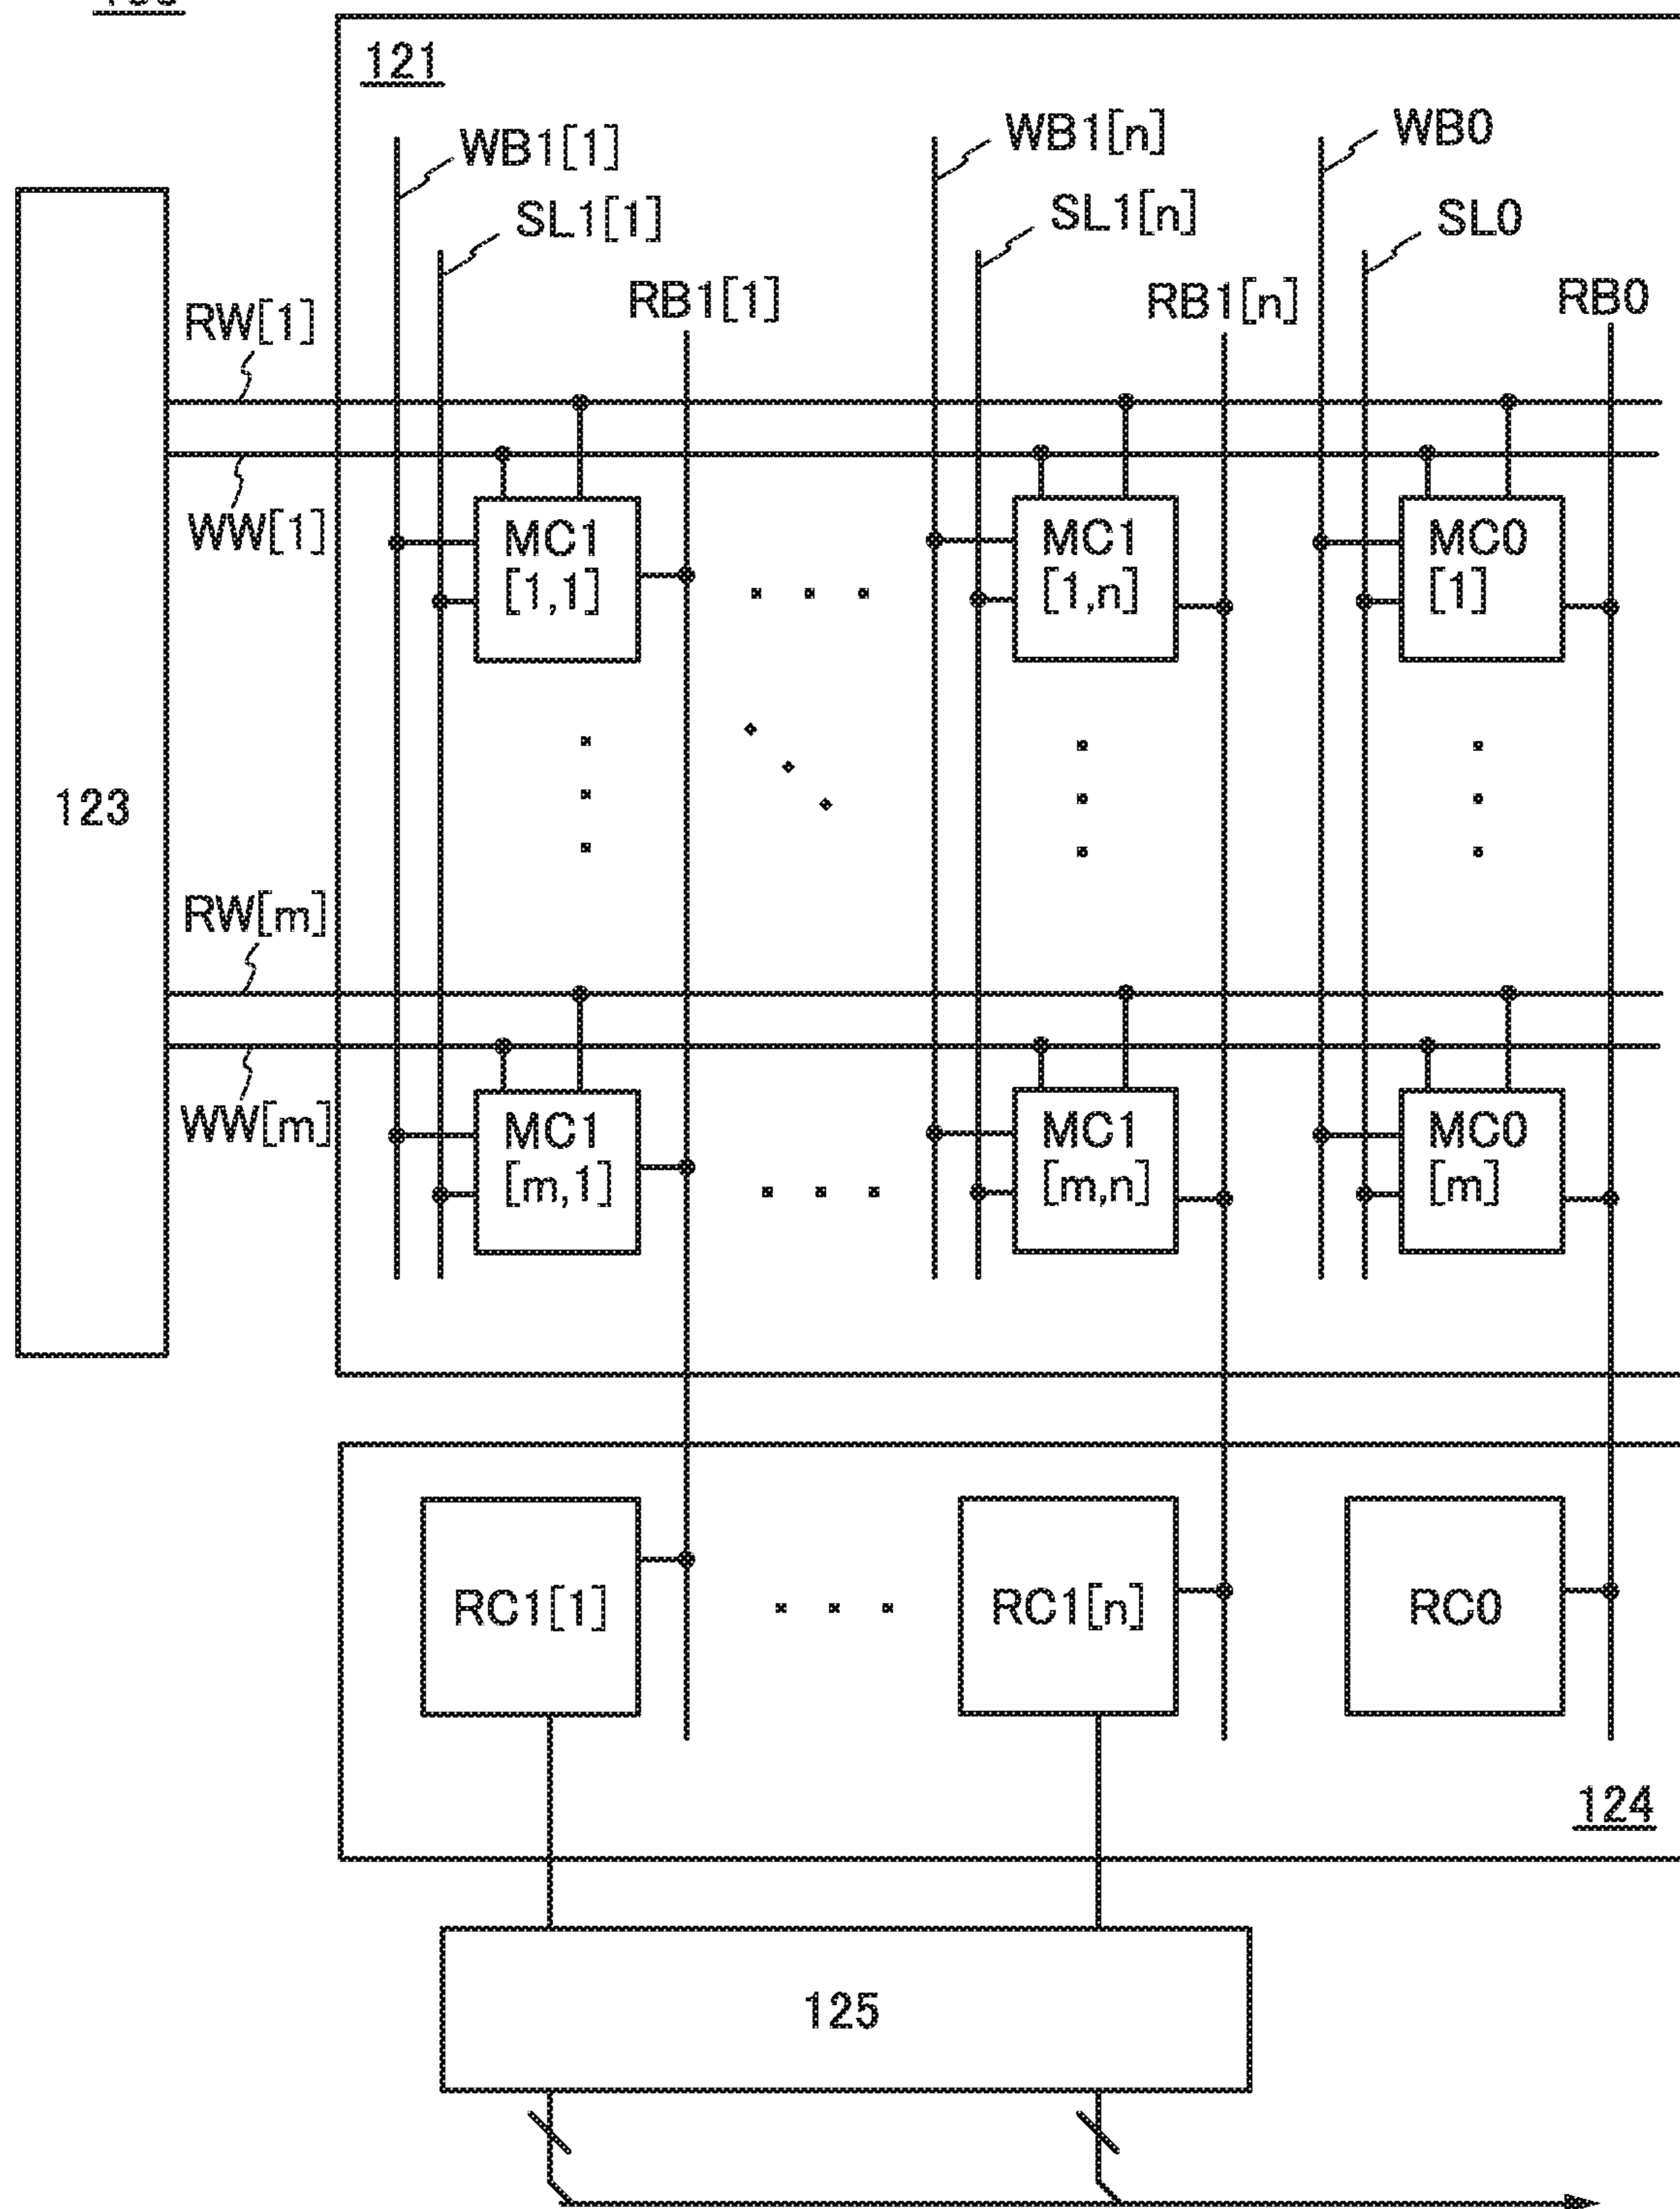 121
WB1[1]
WB1[n]
WB0
SL1[1]
SL1[n]
SL0
RB1[1]
RB1[n]
RB0
RW[1]
WW[1]
MC1
[1,1]
MC1
[1,n]
MC0
[1]
123
RW[m]
WW[m]
MC1
[m,1]
MC1
[m,n]
MC0
[m]
RC1[1]
RC1[n]
RC0
124
125